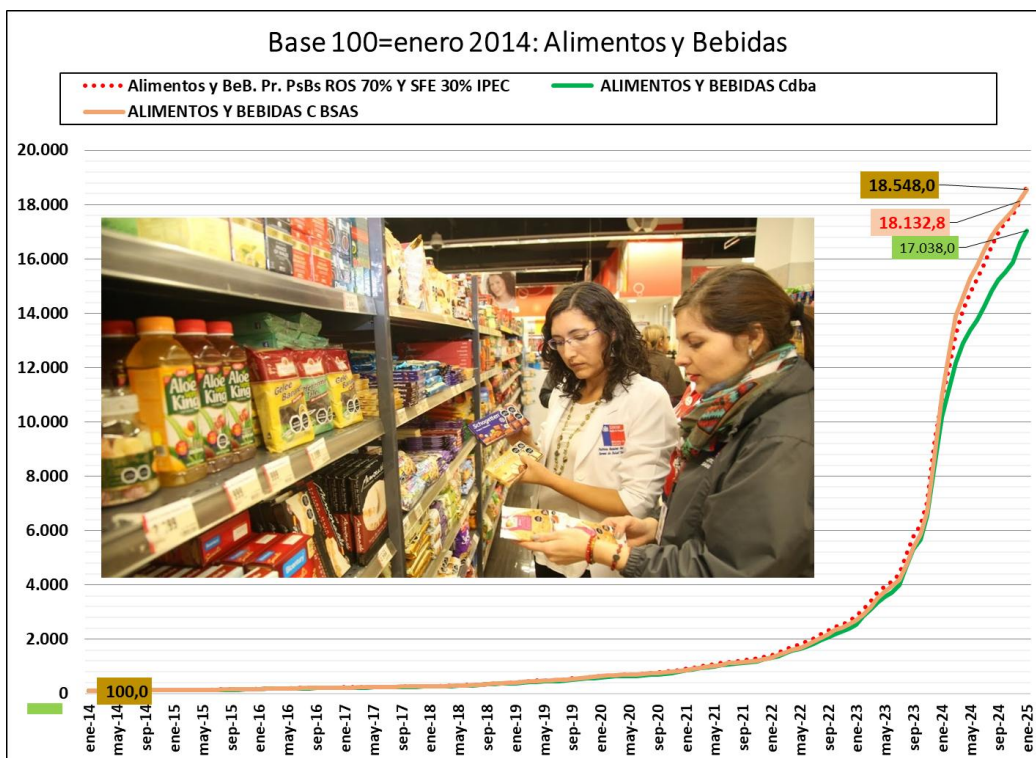 Base 100=enero 2014: Alimentos y Bebidas
Alimentos y BeB. Pr. PsBs ROS 70% Y SFE 30% IPEC
ALIMENTOS Y BEBIDAS Cdba
ALIMENTOS Y BEBIDAS C BSAS
20.000
18.000
16.000
14.000
12.000
10.000
8.000
6.000
4.000
2.000
0
18.548,0
18.132,8
17.038,0
100,0
Aloe King
Aloe King
Aloe King
Schogetten
ene-14
may-14
sep-14
ene-15
may-15
sep-15
ene-16
may-16
sep-16
ene-17
may-17
sep-17
ene-18
may-18
sep-18
ene-19
may-19
sep-19
ene-20
may-20
sep-20
ene-21
may-21
sep-21
ene-22
may-22
sep-22
ene-23
may-23
sep-23
ene-24
may-24
sep-24
ene-25